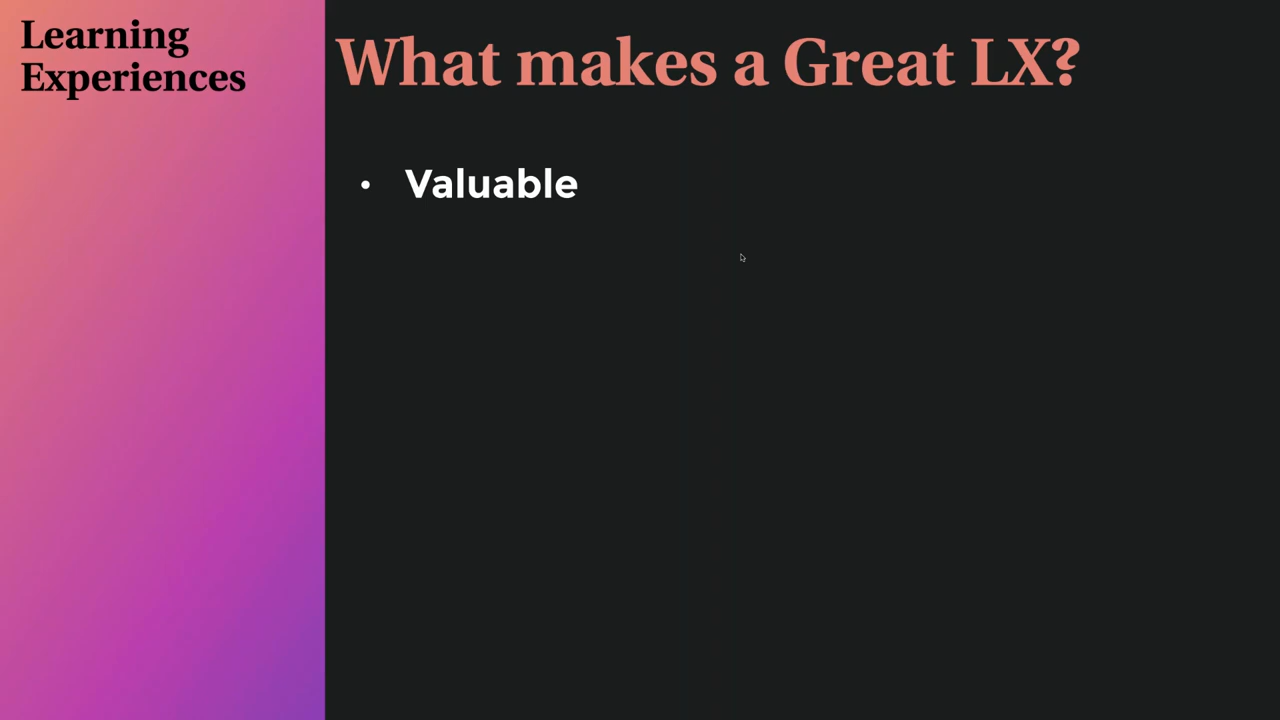 Learning
Experiences
What makes a Great LX?
• Valuable